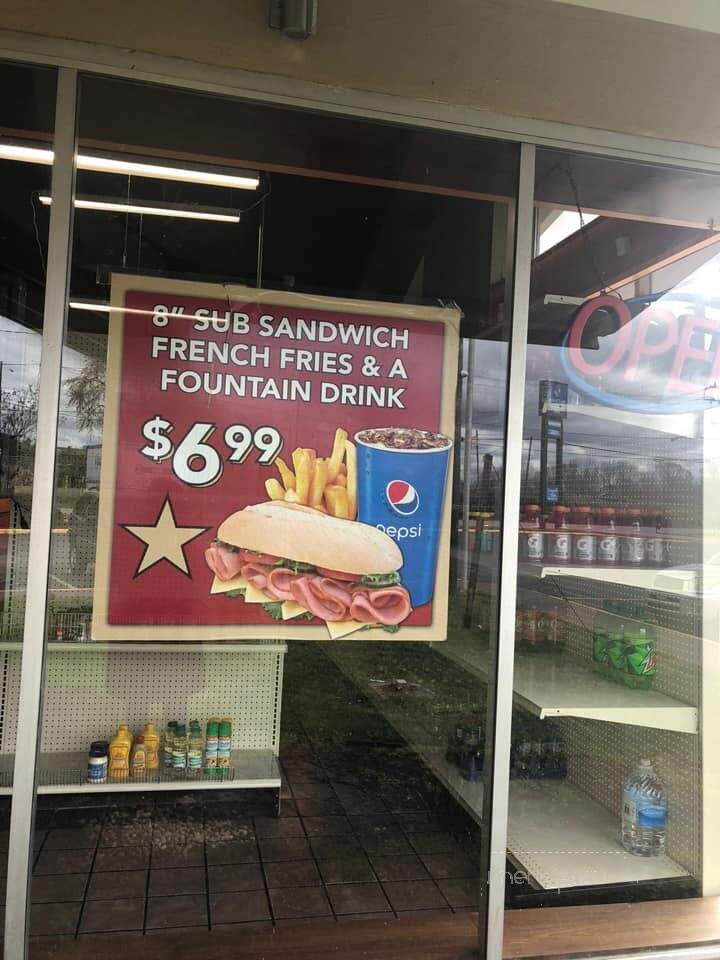 8" SUB SANDWICH
FRENCH FRIES & A
FOUNTAIN DRINK
$6.99
pepsi
OPE
G G G G G